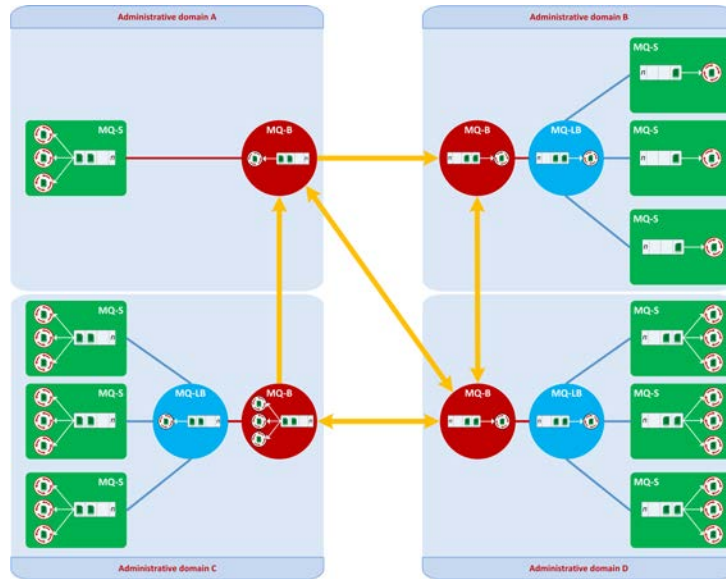 Administrative domain A
MQ-S
MQ-B
Administrative domain B
MQ-B
MQ-LB
MQ-S
MQ-S
MQ-S
MQ-S
MQ-S
MQ-S
MQ-LB
MQ-B
Administrative domain C
MQ-B
MQ-LB
MQ-S
MQ-S
MQ-S
Administrative domain D